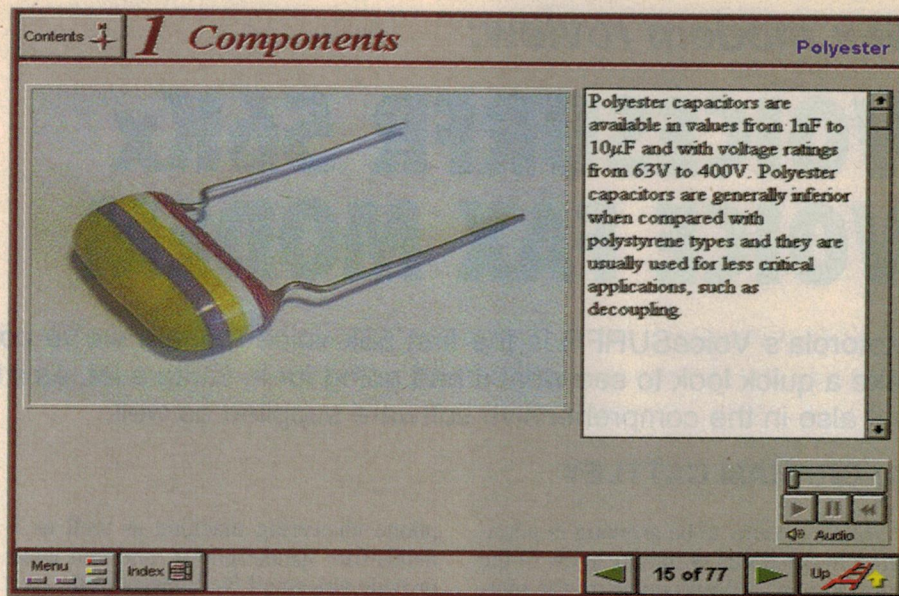 Contents
1 Components
Polyester
Polyester capacitors are
available in values from 1nF to
10μF and with voltage ratings
from 63V to 400V. Polyester
capacitors are generally inferior
when compared with
polystyrene types and they are
usually used for less critical
applications, such as
decoupling.
Audio
Menu
Index
15 of 77
Up